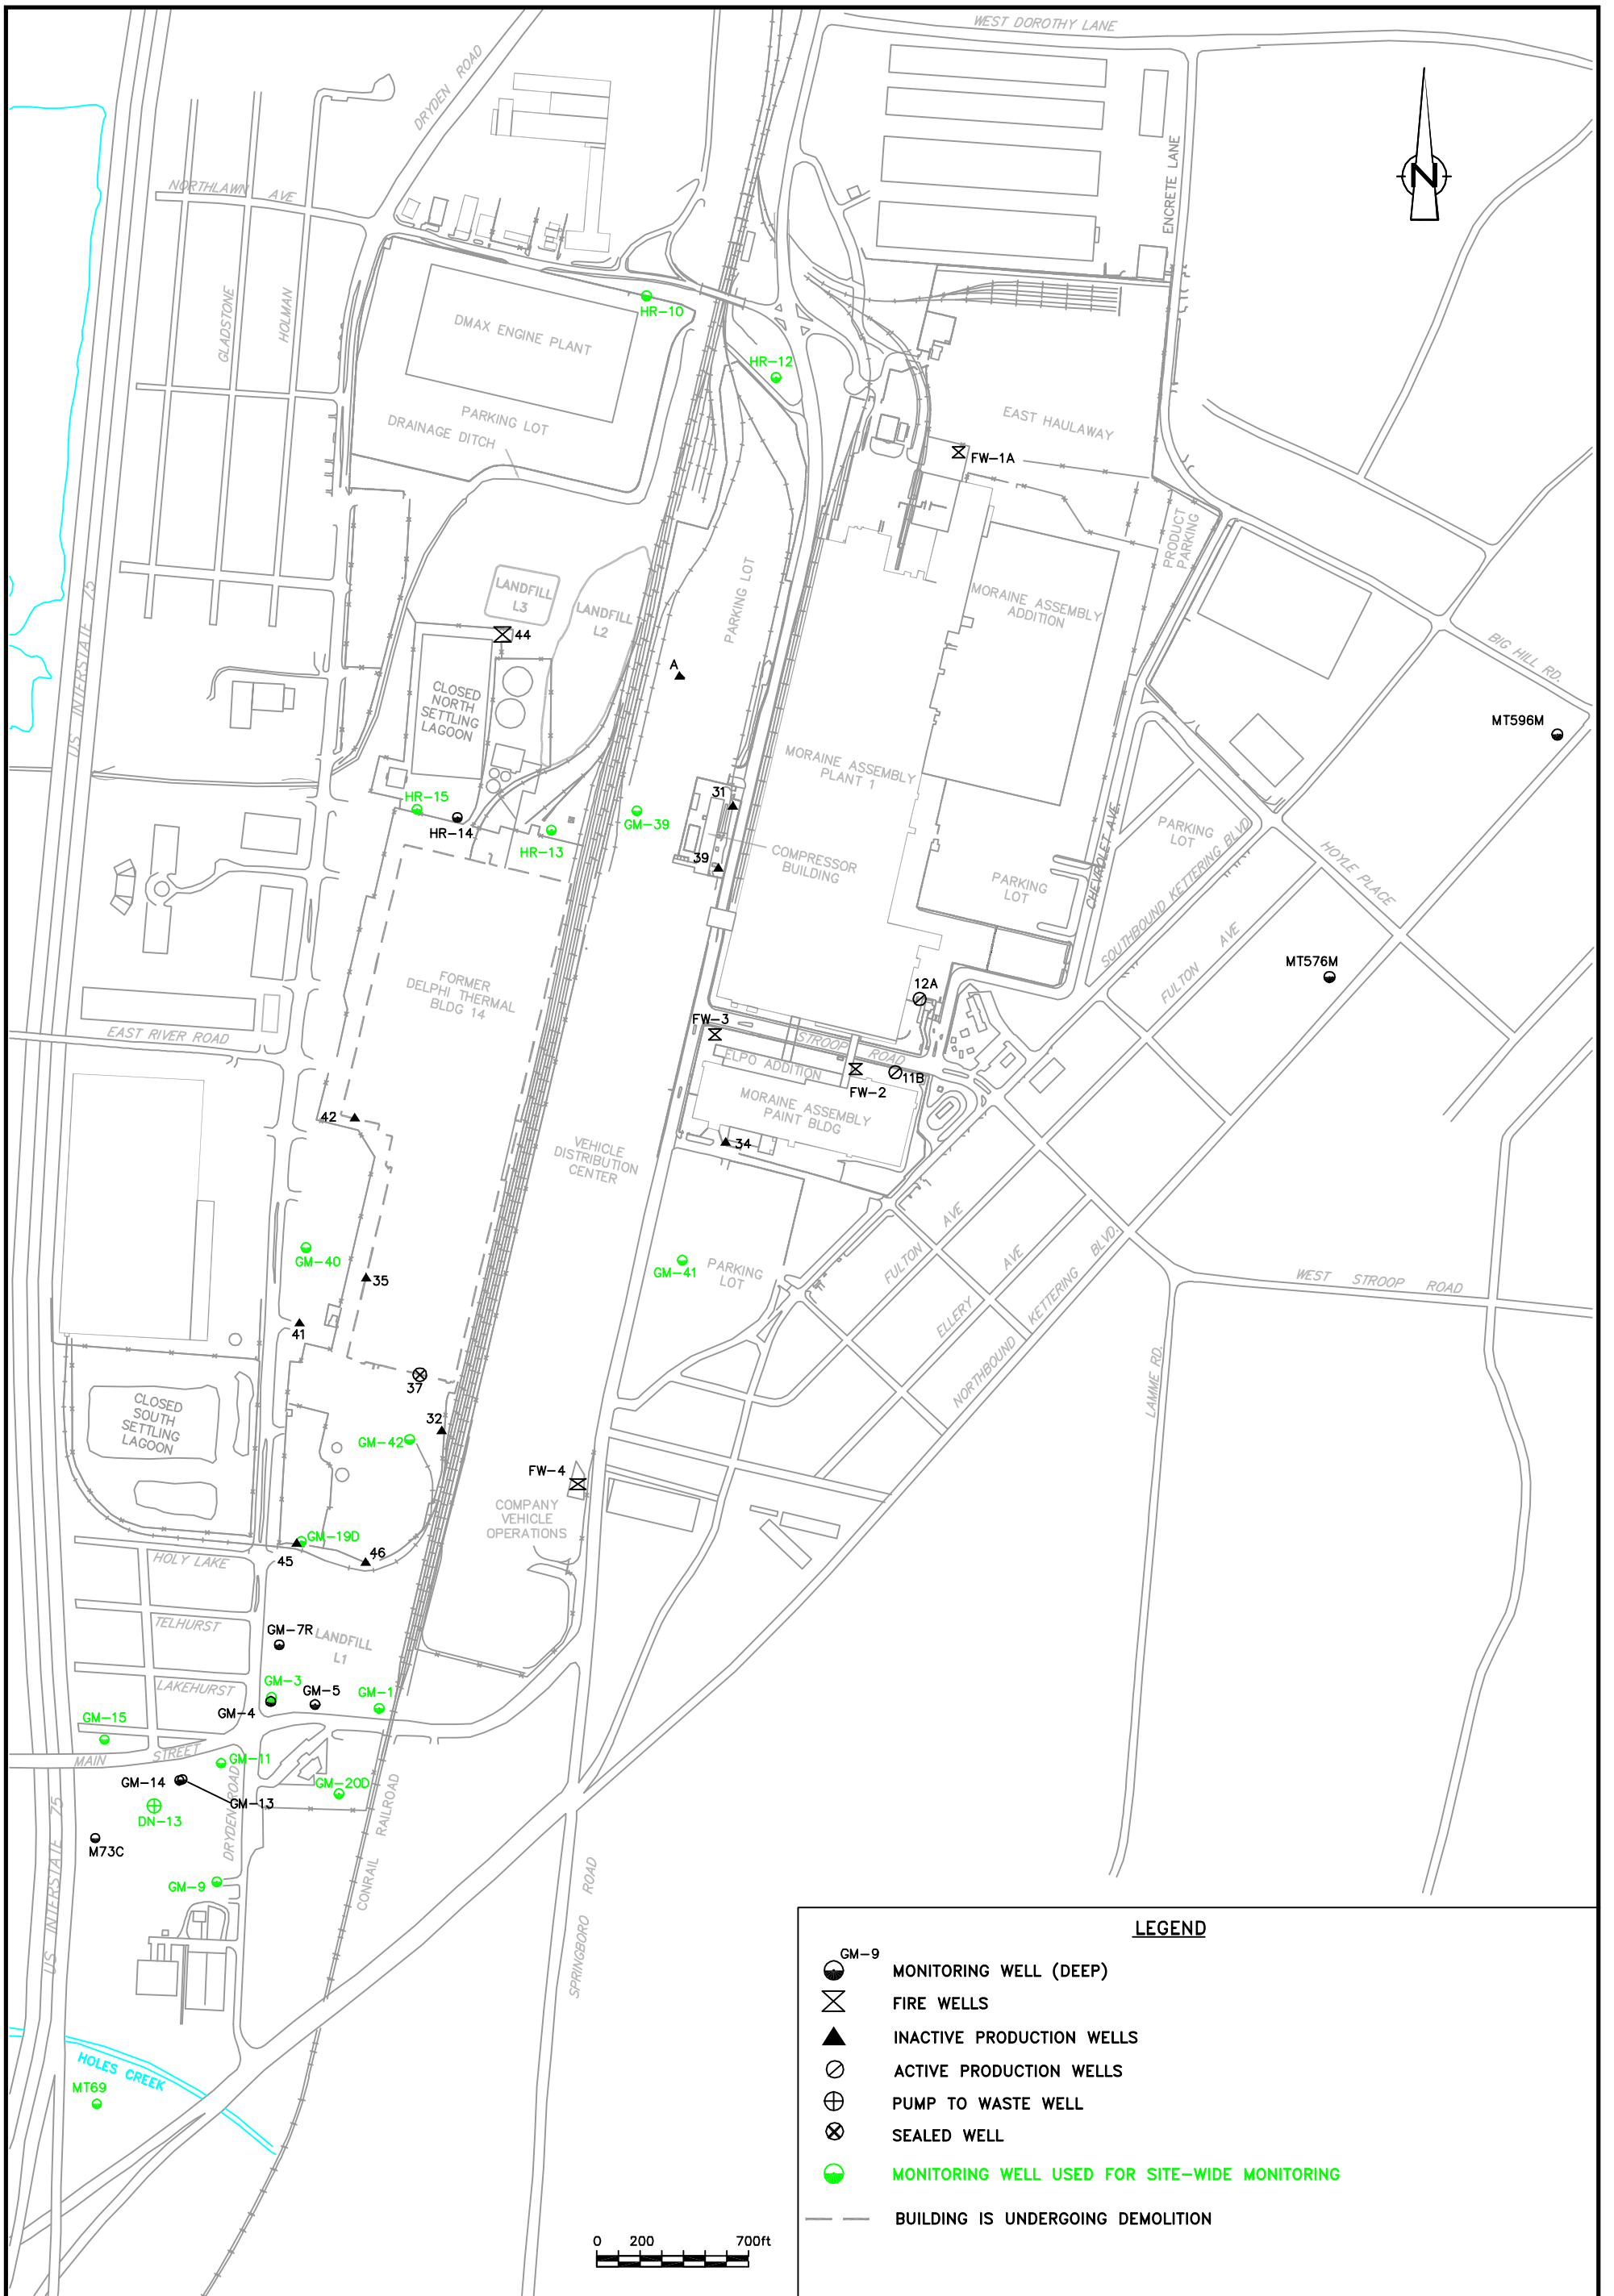 WEST DOROTHY LANE
DRYDEN ROAD
ENCRETE LANE
N
NORTHLAWN AVE
GLADSTONE
HOLMAN
HR-10
DMAX ENGINE PLANT
HR-12
PARKING LOT
DRAINAGE DITCH
EAST HAULAWAY
FW-1A
PRODUCT
PARKING
LANDFILL
L3
LANDFILL
L2
PARKING LOT
MORAINE ASSEMBLY
ADDITION
US INTERSTATE 75
44
A
BIG HILL RD.
CLOSED
NORTH
SETTLING
LAGOON
MT596M
MORAINE ASSEMBLY
PLANT 1
HR-15
HR-14
HR-13
GM-39
31
39
COMPRESSOR
BUILDING
PARKING
LOT
CHEVROLET AVE.
SOUTHBOUND KETTERING BLVD.
HOYLE PLACE
PARKING
LOT
FULTON AVE
MT576M
FORMER
DELPHI THERMAL
BLDG 14
12A
EAST RIVER ROAD
FW-3
STROOP ROAD
ELPO ADDITION
FW-2
11B
MORAINE ASSEMBLY
PAINT BLDG
42
34
VEHICLE
DISTRIBUTION
CENTER
GM-40
35
GM-41
PARKING
LOT
FULTON AVE
ELLERY AVE
NORTHBOUND KETTERING BLVD.
WEST STROOP ROAD
LAMME RD.
41
37
CLOSED
SOUTH
SETTLING
LAGOON
32
GM-42
FW-4
COMPANY
VEHICLE
OPERATIONS
GM-19D
45
46
HOLY LAKE
TELHURST
GM-7R
LANDFILL
L1
LAKEHURST
GM-3
GM-5
GM-1
GM-4
GM-15
MAIN STREET
GM-11
GM-14
GM-13
GM-20D
DN-13
DRYDEN ROAD
M73C
CONRAIL RAILROAD
GM-9
US INTERSTATE 75
SPRINGBORO ROAD
HOLES CREEK
MT69
0 200 700ft
LEGEND
GM-9
MONITORING WELL (DEEP)
FIRE WELLS
INACTIVE PRODUCTION WELLS
ACTIVE PRODUCTION WELLS
PUMP TO WASTE WELL
SEALED WELL
MONITORING WELL USED FOR SITE-WIDE MONITORING
BUILDING IS UNDERGOING DEMOLITION